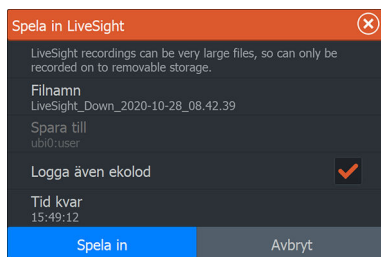 Spela in LiveSight
LiveSight recordings can be very large files, so can only be
recorded on to removable storage.
Filnamn
LiveSight_Down_2020-10-28_08.42.39
Spara till
ubi0:user
Logga även ekolod
Tid kvar
15:49:12
Spela in
Avbryt